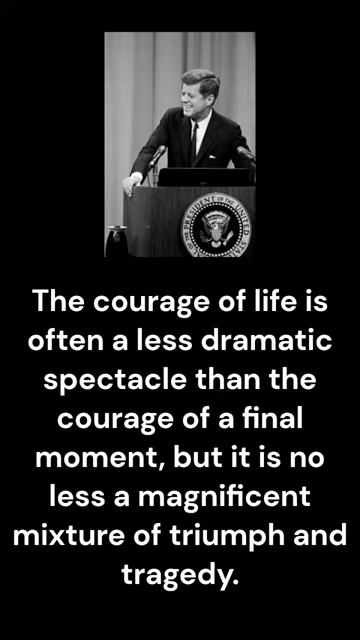 The courage of life is
often a less dramatic
spectacle than the
courage of a final
moment, but it is no
less a magnificent
mixture of triumph and
tragedy.